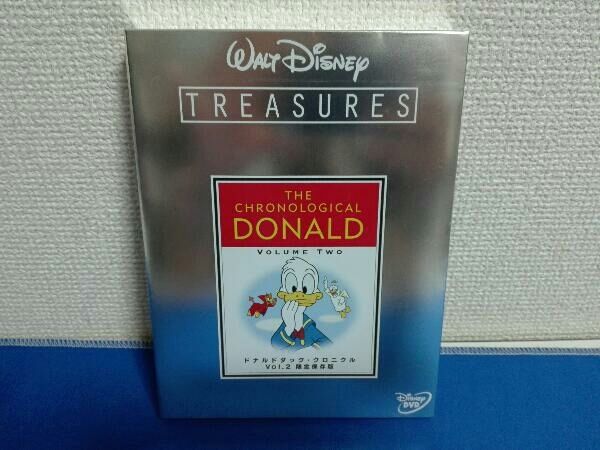 WALT DISNEY
TREASURES
THE
CHRONOLOGICAL
DONALD
VOLUME TWO
ドナルドダック・クロニクル
Vol.2 限定保存版
Disney
DVD